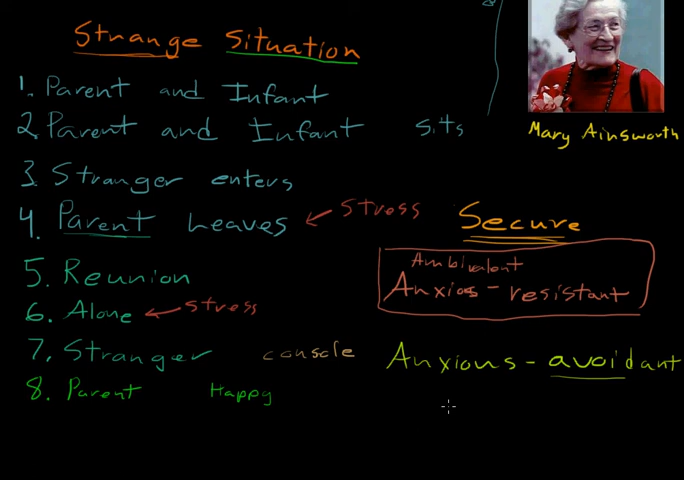 Strange Situation
1. Parent and Infant
2. Parent and Infant sits
3. Stranger enters
4. Parent Leaves ← Stress
5. Reunion
6. Alone ← Stress
7. Stranger console
8. Parent Happy
Mary Ainsworth
Secure
Ambivalent
Anxios - resistant
Anxious - avoidant